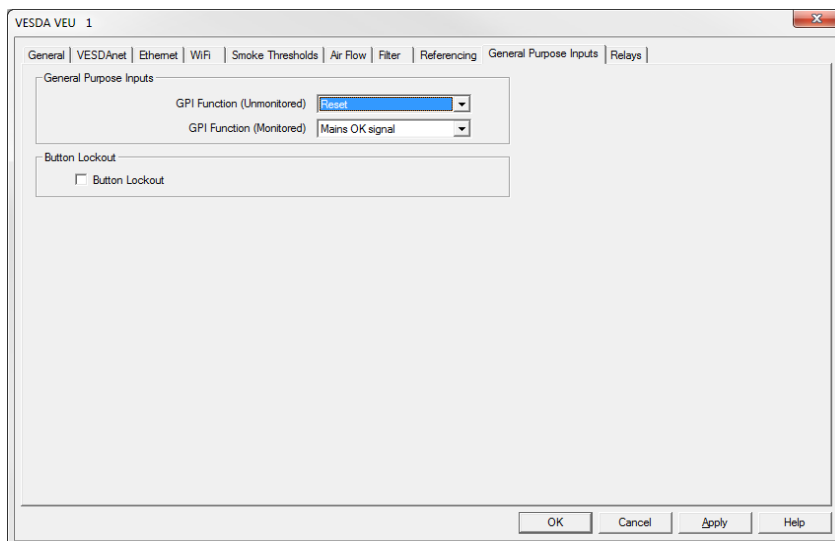 VESDA VEU 1
General VESDAnet Ethernet WiFi Smoke Thresholds Air Flow Filter Referencing General Purpose Inputs Relays
General Purpose Inputs
GPI Function (Unmonitored) Reset
GPI Function (Monitored) Mains OK signal
Button Lockout
Button Lockout
OK Cancel Apply Help